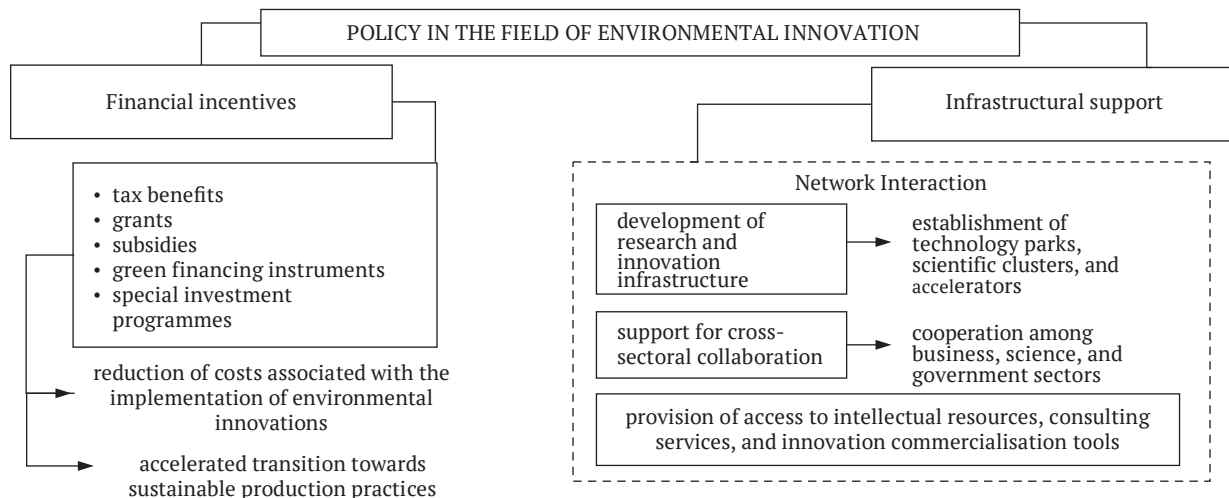 POLICY IN THE FIELD OF ENVIRONMENTAL INNOVATION
Financial incentives
• tax benefits
• grants
• subsidies
• green financing instruments
• special investment
programmes
reduction of costs associated with the
implementation of environmental
innovations
accelerated transition towards
sustainable production practices
Infrastructural support
Network Interaction
development of
research and
innovation
infrastructure
establishment of
technology parks,
scientific clusters, and
accelerators
support for cross-
sectoral collaboration
cooperation among
business, science, and
government sectors
provision of access to intellectual resources, consulting
services, and innovation commercialisation tools